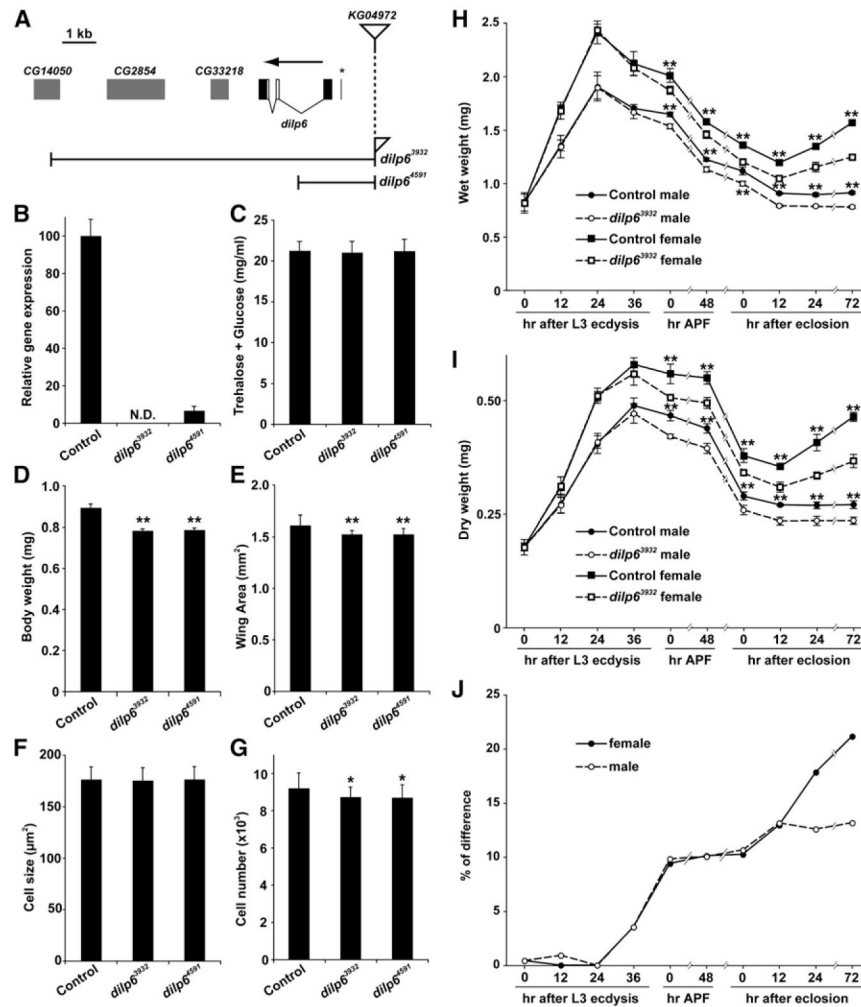 A
KG04972
1 kb
CG14050
CG2854
CG33218
*
dilp6
dilp6³⁹³²
dilp6⁴⁵⁹¹
B
Relative gene expression
120
100
80
60
40
20
0
N.D.
Control
dilp6³⁹³²
dilp6⁴⁵⁹¹
C
Trehalose + Glucose (mg/ml)
25
20
15
10
5
0
Control
dilp6³⁹³²
dilp6⁴⁵⁹¹
D
Body weight (mg)
1.0
0.8
0.6
0.4
0.2
0
** **
Control
dilp6³⁹³²
dilp6⁴⁵⁹¹
E
Wing Area (mm²)
2.0
1.5
1.0
0.5
0
** **
Control
dilp6³⁹³²
dilp6⁴⁵⁹¹
F
Cell size (μm²)
200
150
100
50
0
Control
dilp6³⁹³²
dilp6⁴⁵⁹¹
G
Cell number (x10³)
10
8
6
4
2
0
* *
Control
dilp6³⁹³²
dilp6⁴⁵⁹¹
H
Wet weight (mg)
2.5
2.0
1.5
1.0
0.5
0.0
** ** ** ** ** **
** ** ** ** ** **
Control male
dilp6³⁹³² male
Control female
dilp6³⁹³² female
0 12 24 36 0 48 0 12 24 72
hr after L3 ecdysis hr APF hr after eclosion
I
Dry weight (mg)
0.50
0.25
0
** ** ** ** ** **
** ** ** ** ** **
Control male
dilp6³⁹³² male
Control female
dilp6³⁹³² female
0 12 24 36 0 48 0 12 24 72
hr after L3 ecdysis hr APF hr after eclosion
J
% of difference
25
20
15
10
5
0
female
male
0 12 24 36 0 48 0 12 24 72
hr after L3 ecdysis hr APF hr after eclosion